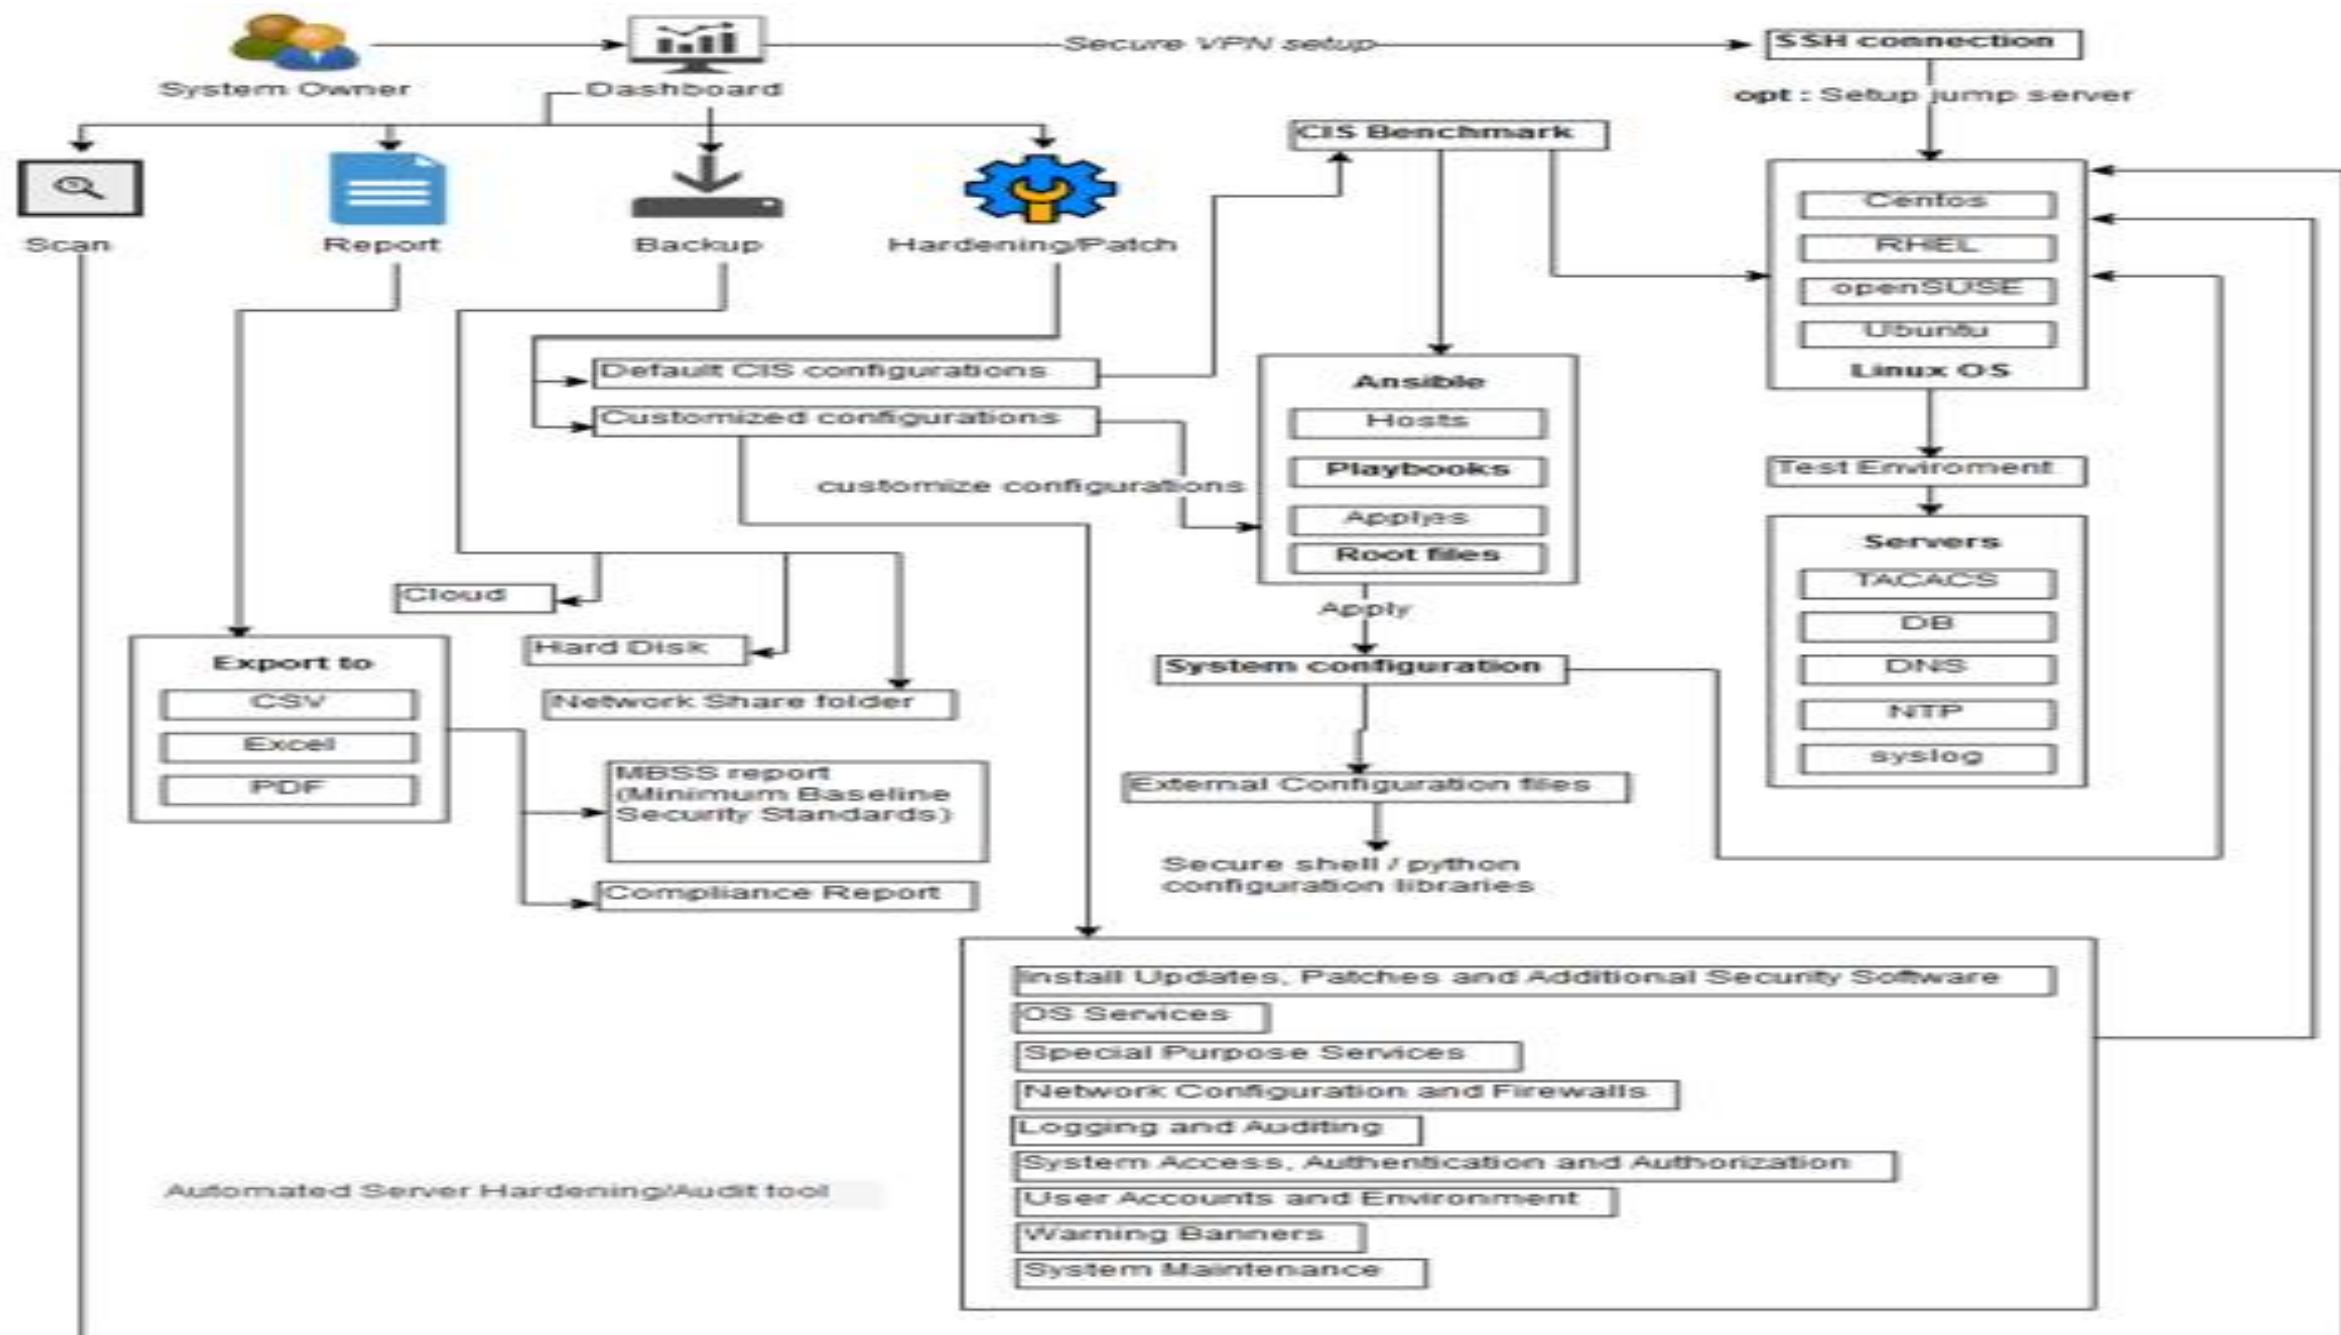 Secure VPN setup
SSH connection
System Owner
Dashboard
opt : Setup jump server
CIS Benchmark
Scan
Report
Backup
Hardening/Patch
Centos
RHEL
openSUSE
Ubuntu
Linux OS
Default CIS configurations
Customized configurations
customize configurations
Ansible
Hosts
Playbooks
Applyes
Root files
Apply
Test Enviroment
Servers
TACACS
DB
DNS
NTP
syslog
Cloud
Hard Disk
Network Share folder
Export to
CSV
Excel
PDF
MBSS report
(Minimum Baseline
Security Standards)
Compliance Report
System configuration
External Configuration files
Secure shell / python
configuration libraries
Install Updates, Patches and Additional Security Software
OS Services
Special Purpose Services
Network Configuration and Firewalls
Logging and Auditing
System Access, Authentication and Authorization
User Accounts and Environment
Warning Banners
System Maintenance
Automated Server Hardening/Audit tool